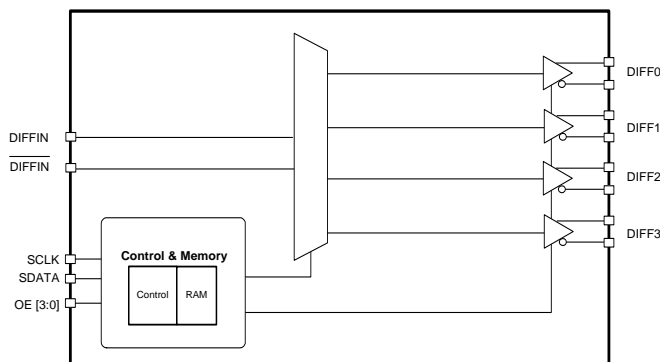 DIFF0
DIFF1
DIFFIN
DIFFIN
DIFF2
DIFF3
SCLK
SDATA
OE [3:0]
Control & Memory
Control
RAM